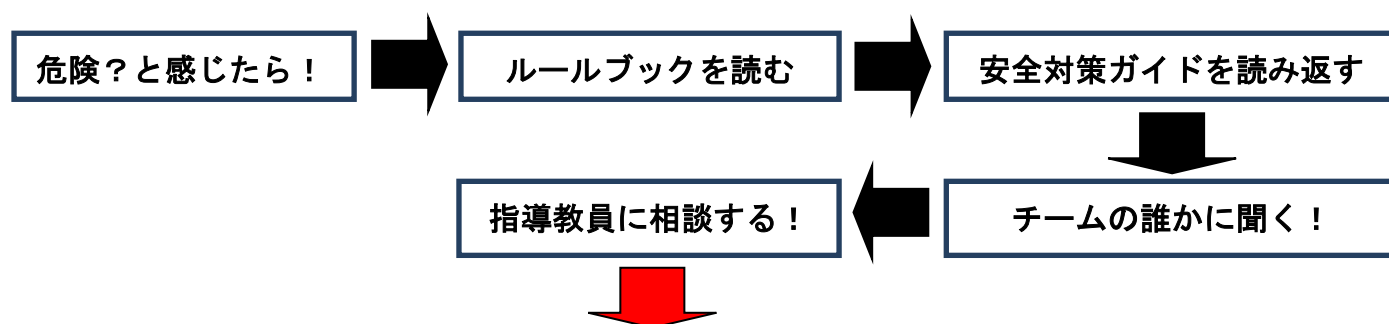 危険？と感じたら！
ルールブックを読む
安全対策ガイドを読み返す
チームの誰かに聞く！
指導教員に相談する！